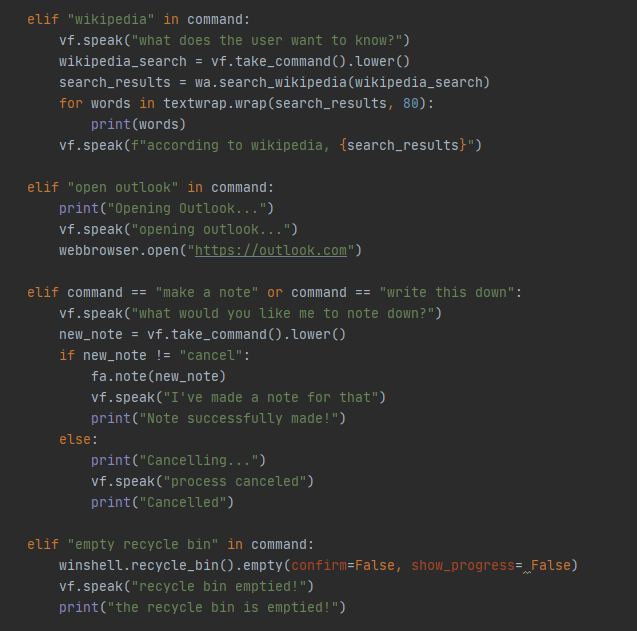 elif "wikipedia" in command:
    vf.speak("what does the user want to know?")
    wikipedia_search = vf.take_command().lower()
    search_results = wa.search_wikipedia(wikipedia_search)
    for words in textwrap.wrap(search_results, 80):
        print(words)
    vf.speak(f"according to wikipedia, {search_results}")

elif "open outlook" in command:
    print("Opening Outlook...")
    vf.speak("opening outlook...")
    webbrowser.open("https://outlook.com")

elif command == "make a note" or command == "write this down":
    vf.speak("what would you like me to note down?")
    new_note = vf.take_command().lower()
    if new_note != "cancel":
        fa.note(new_note)
        vf.speak("I've made a note for that")
        print("Note successfully made!")
    else:
        print("Cancelling...")
        vf.speak("process canceled")
        print("Cancelled")

elif "empty recycle bin" in command:
    winshell.recycle_bin().empty(confirm=False, show_progress= False)
    vf.speak("recycle bin emptied!")
    print("the recycle bin is emptied!")